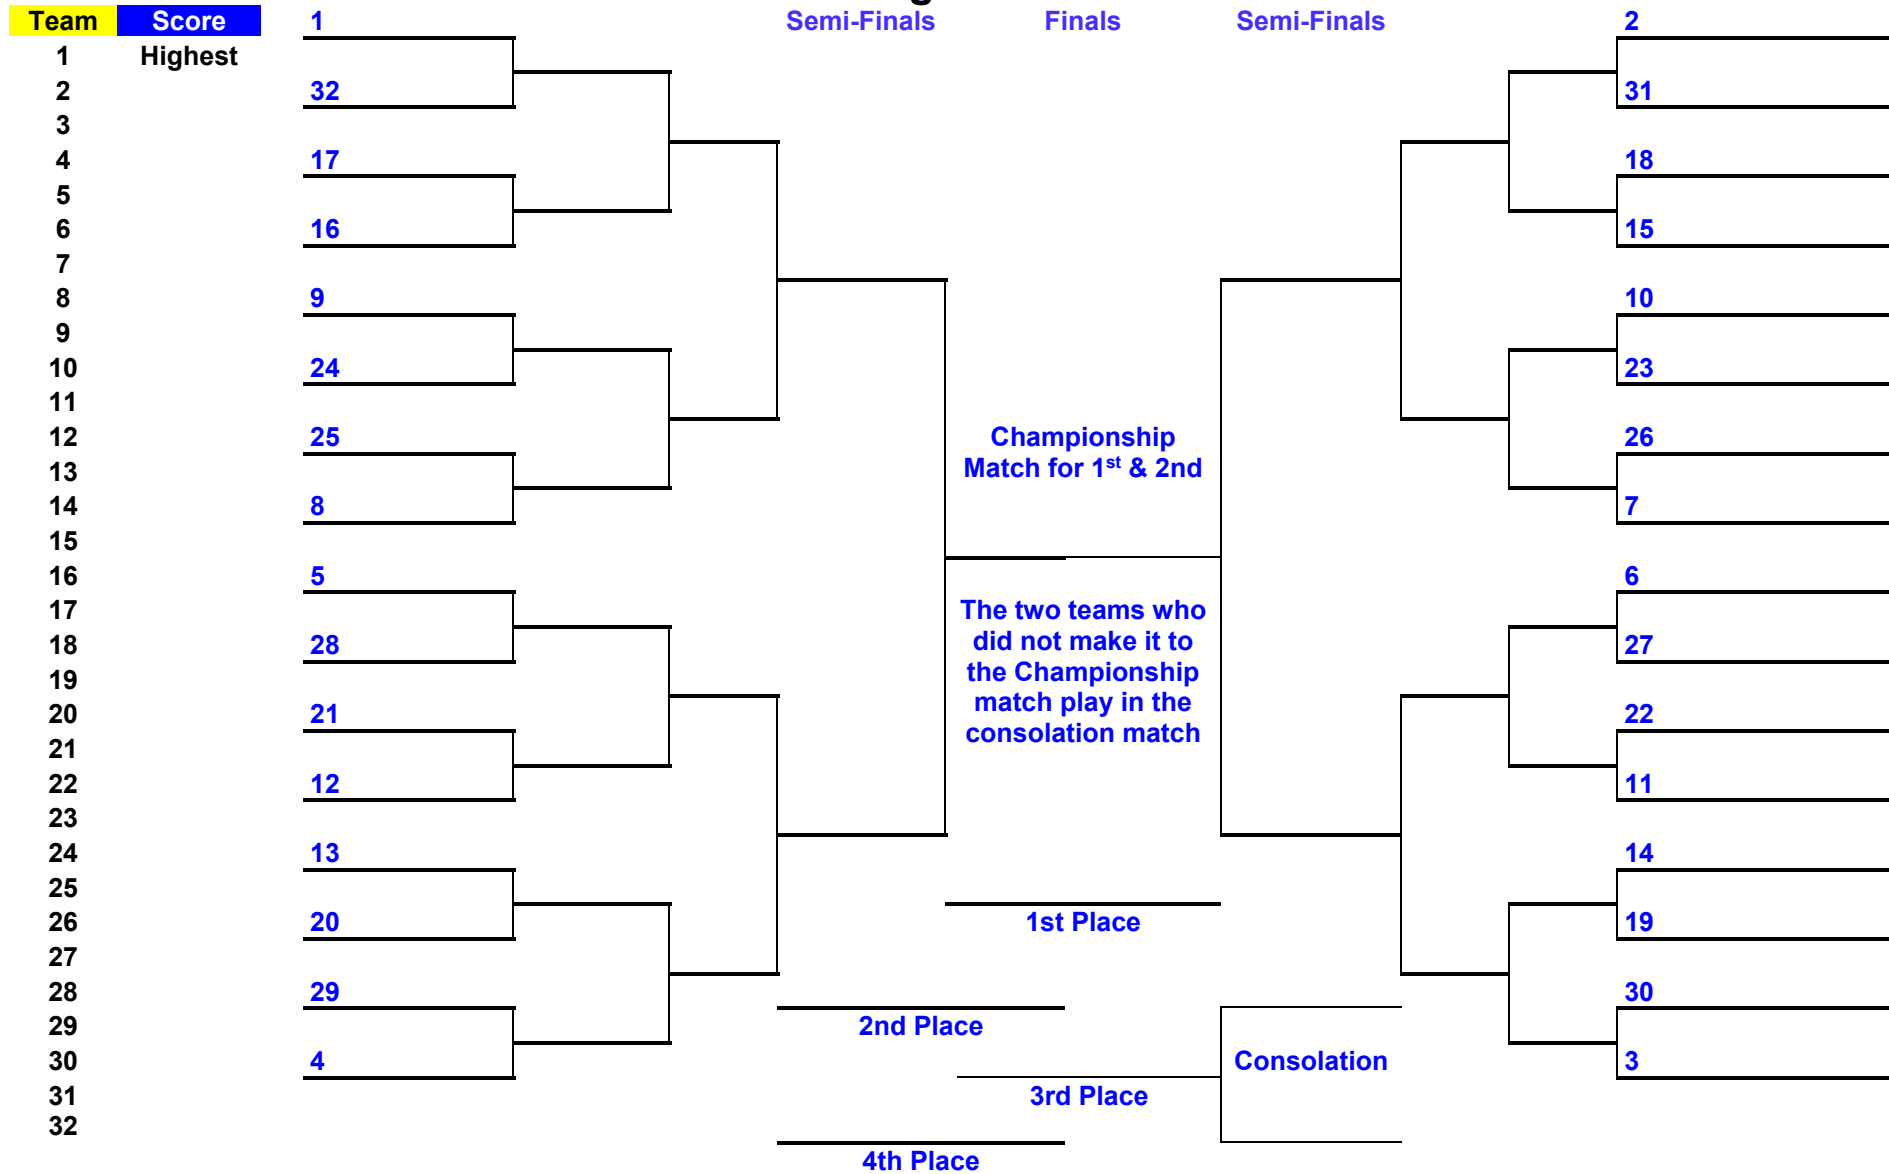 Team Score 1 Semi-Finals Finals Semi-Finals 2
1 Highest
2 32 31
3
4 17 18
5
6 16 15
7
8 9 10
9
10 24 23
11
12 25 Championship 26
13 Match for 1st & 2nd
14 8 7
15
16 5 6
17 The two teams who
18 28 did not make it to 27
19 the Championship
20 21 match play in the 22
21 consolation match
22 12 11
23
24 13 14
25
26 20 1st Place 19
27
28 29 30
29 2nd Place
30 4 Consolation 3
31 3rd Place
32
4th Place